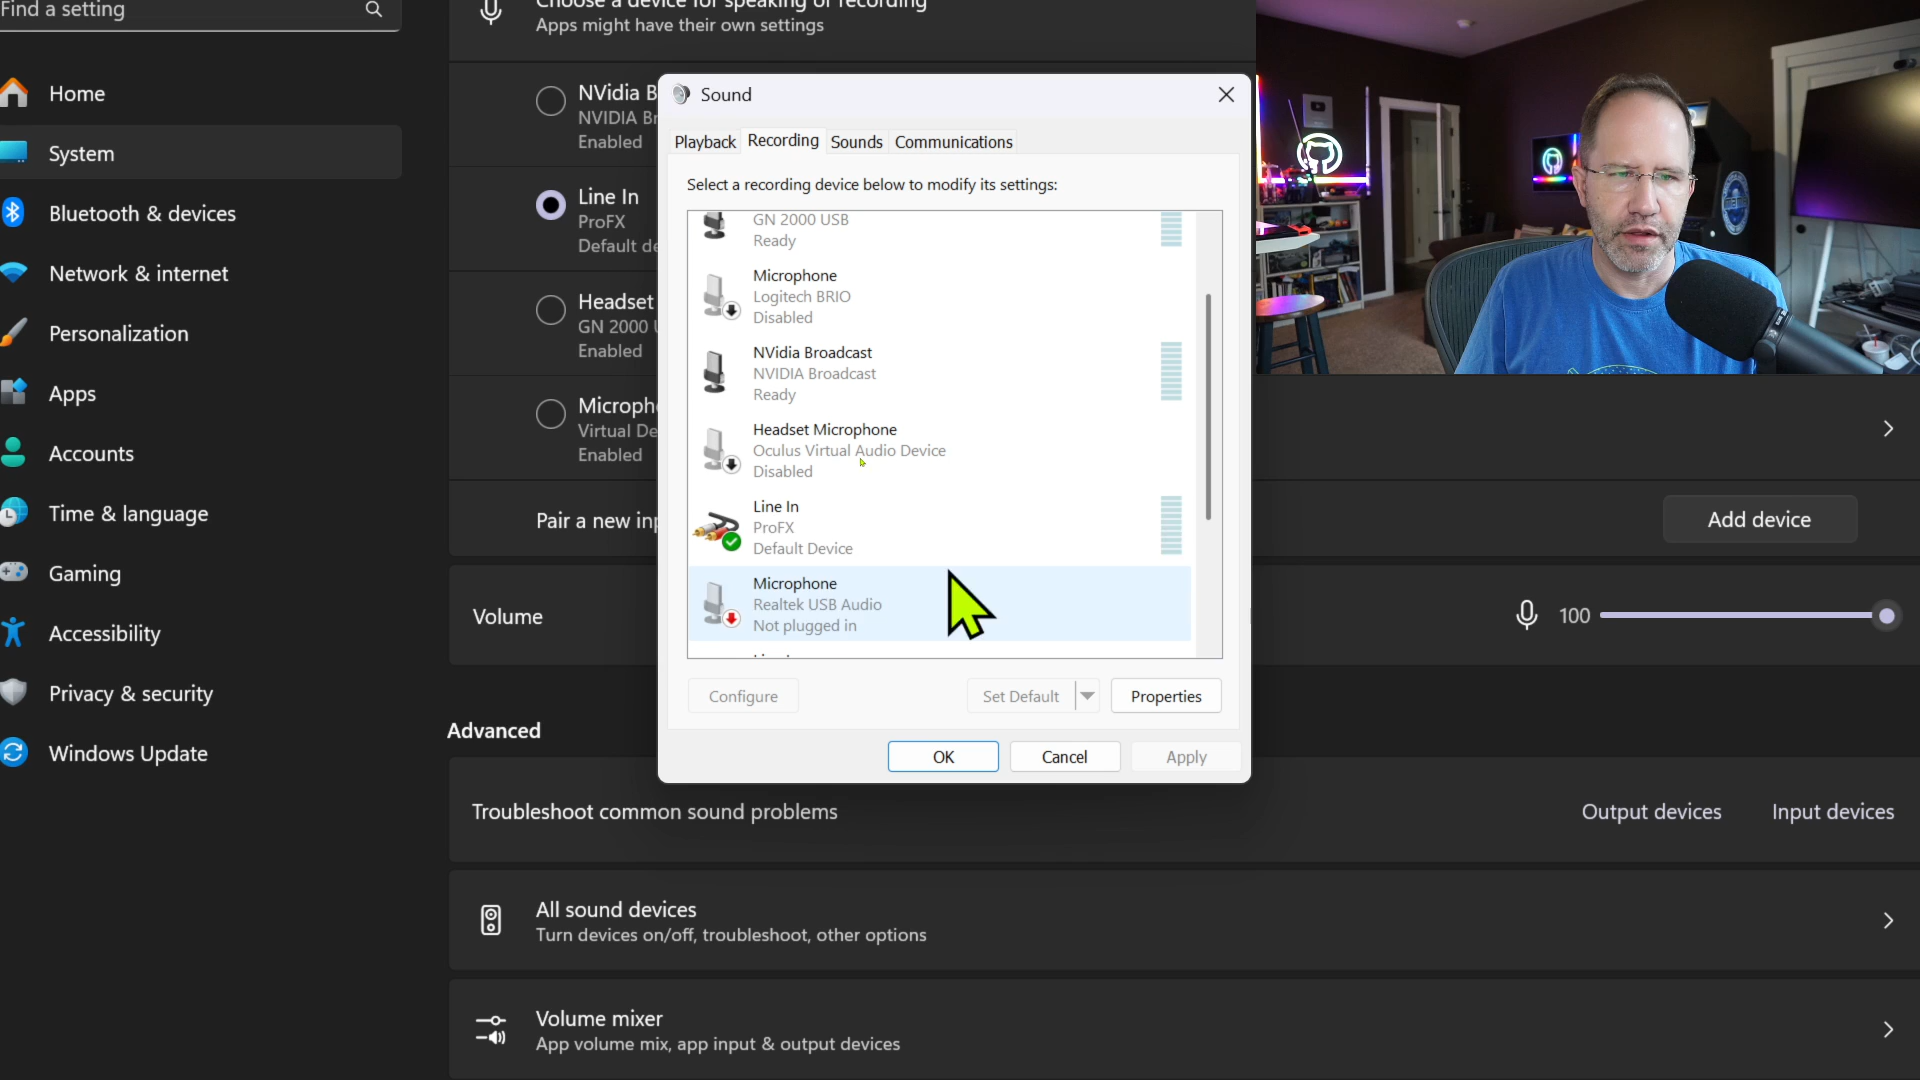 Find a setting
Home
System
Bluetooth & devices
Network & internet
Personalization
Apps
Accounts
Time & language
Gaming
Accessibility
Privacy & security
Windows Update
Choose a device for speaking or recording
Apps might have their own settings
NVidia B
NVIDIA Br
Enabled
Line In
ProFX
Default de
Headset
GN 2000 U
Enabled
Microph
Virtual De
Enabled
Pair a new inp
Add device
Volume
100
Advanced
Troubleshoot common sound problems
Output devices
Input devices
All sound devices
Turn devices on/off, troubleshoot, other options
Volume mixer
App volume mix, app input & output devices
Sound
Playback
Recording
Sounds
Communications
Select a recording device below to modify its settings:
GN 2000 USB
Ready
Microphone
Logitech BRIO
Disabled
NVidia Broadcast
NVIDIA Broadcast
Ready
Headset Microphone
Oculus Virtual Audio Device
Disabled
Line In
ProFX
Default Device
Microphone
Realtek USB Audio
Not plugged in
Configure
Set Default
Properties
OK
Cancel
Apply